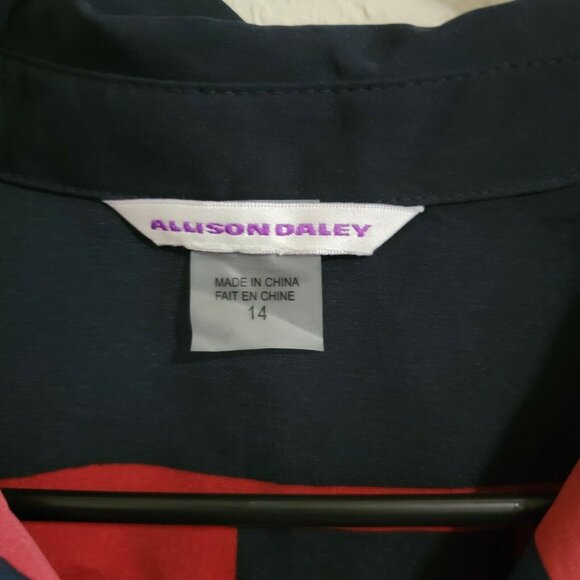 ALLISON DALEY
MADE IN CHINA
FAIT EN CHINE
14